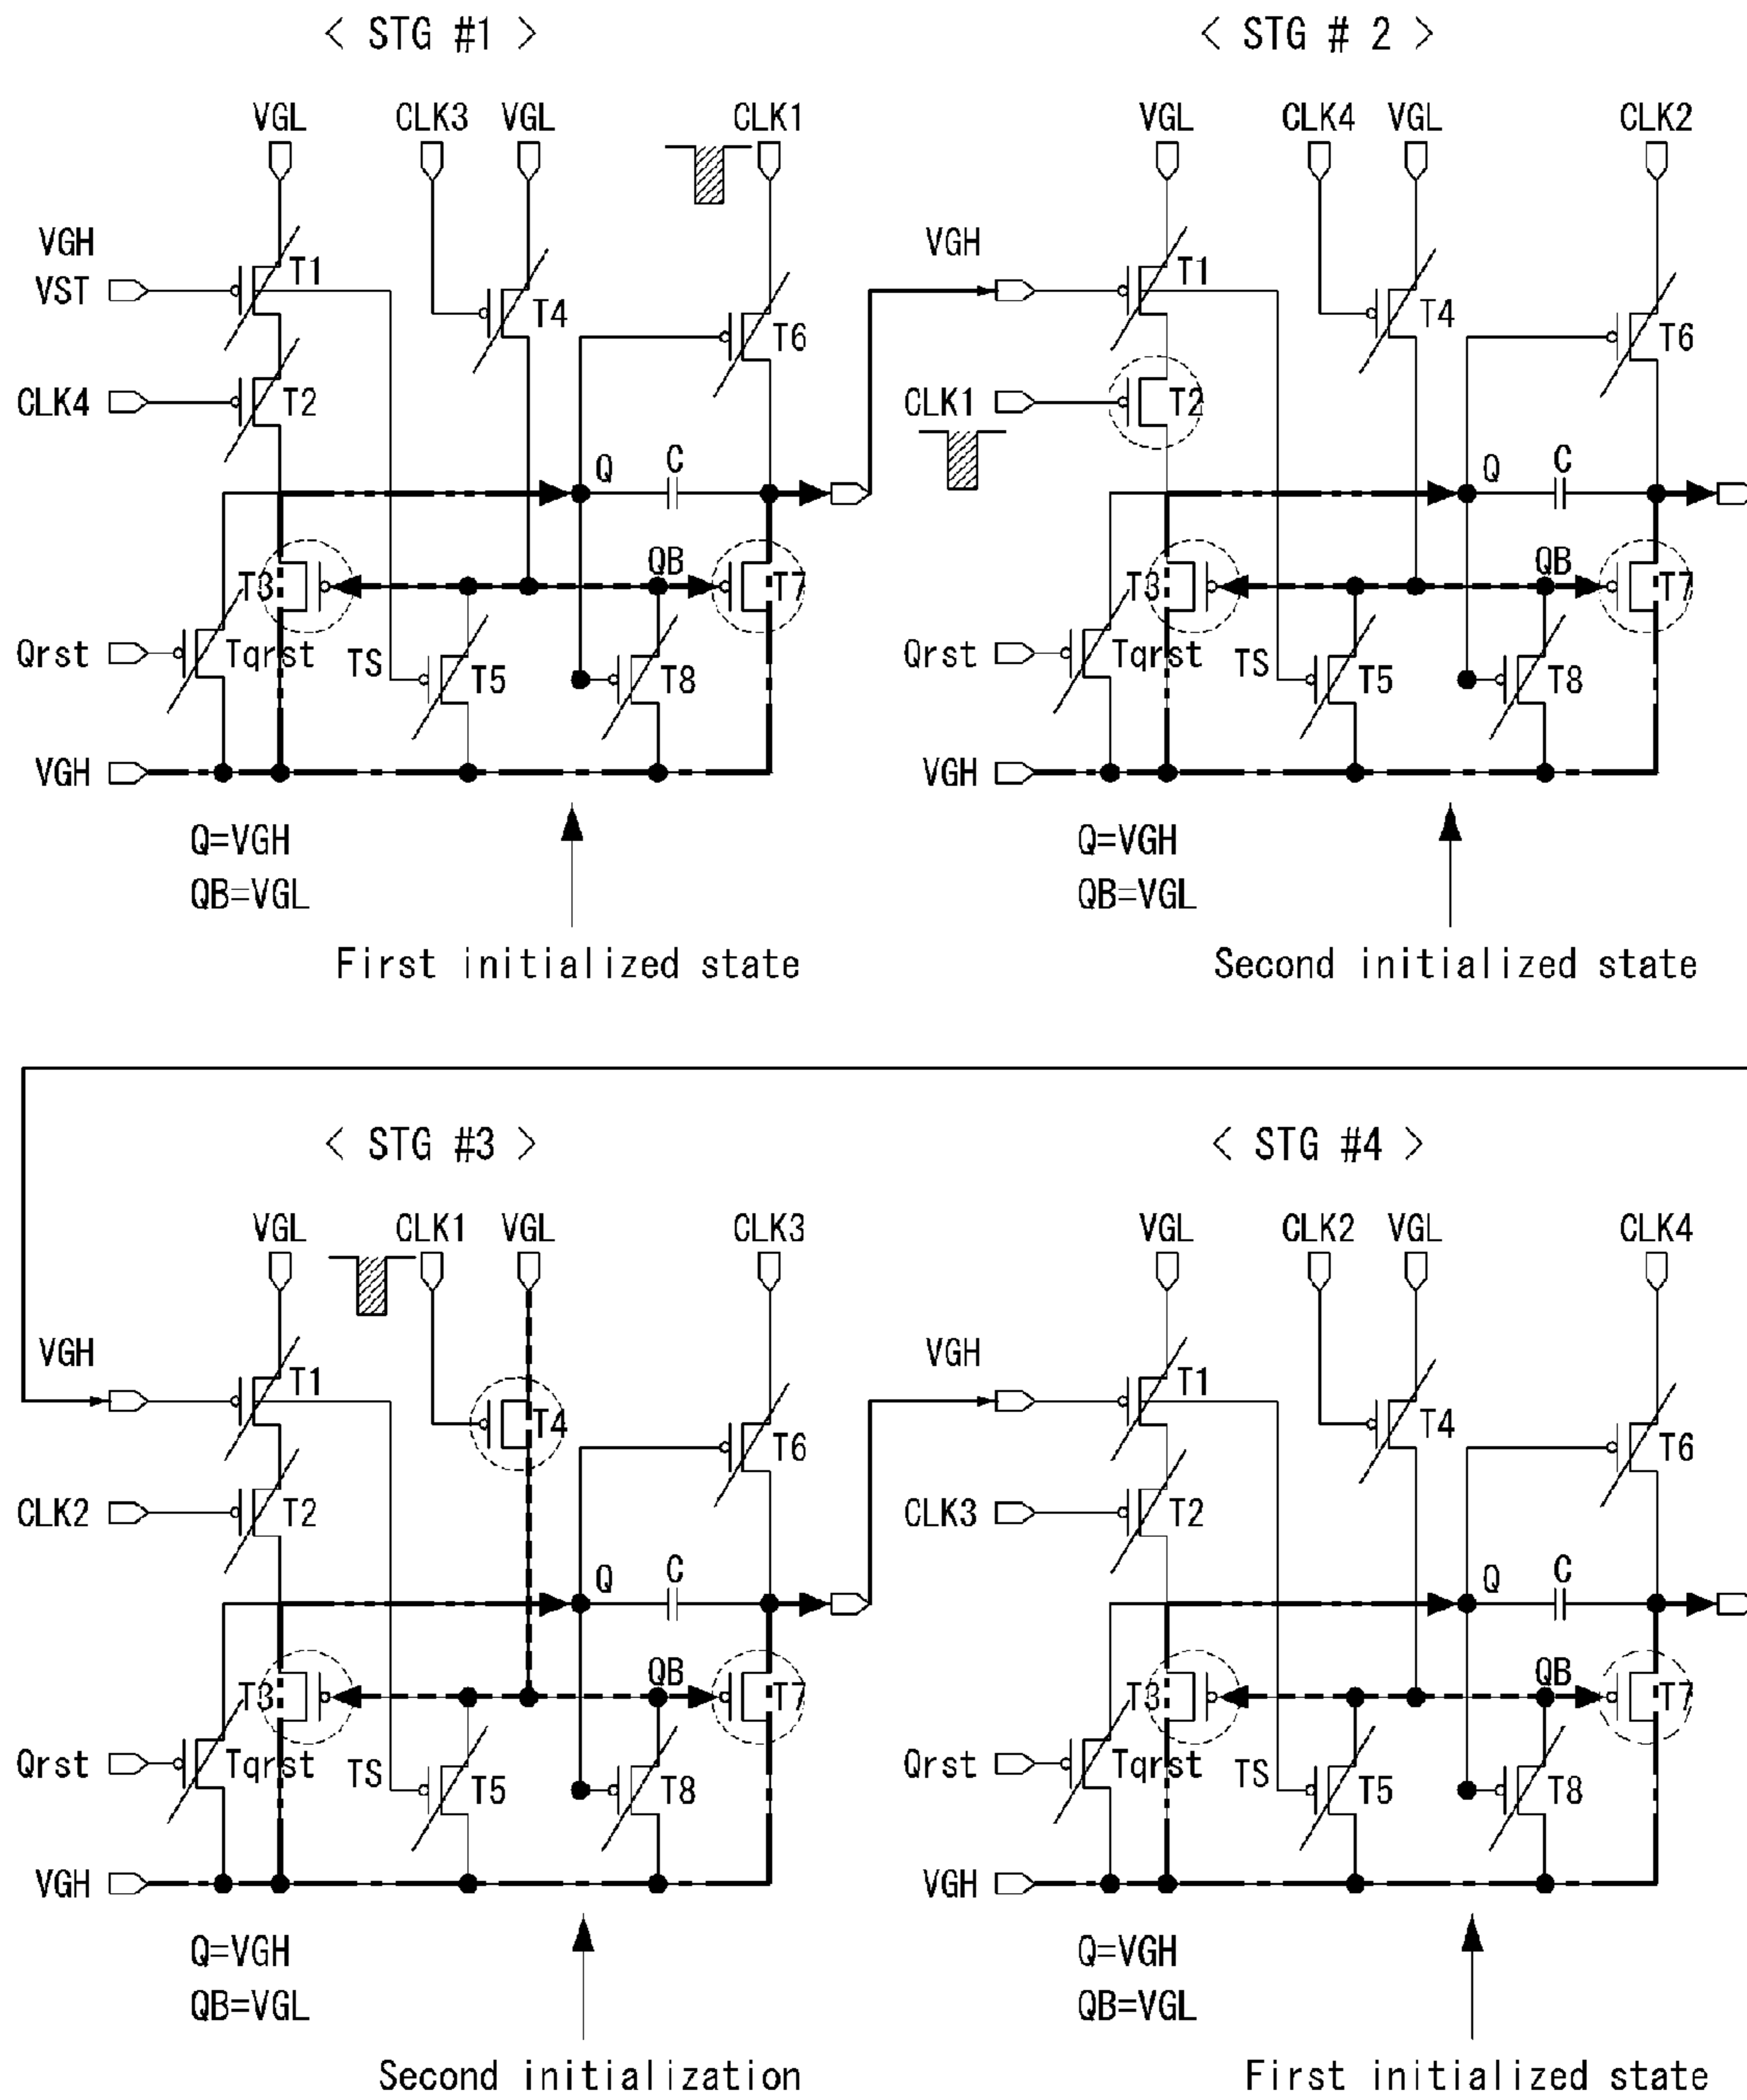 < STG #1 >
VGL CLK3 VGL CLK1
VGH
VST
T1
T4
T6
CLK4
T2
Q C
T3
QB
T7
Qrst
Tqrst TS T5 T8
VGH
Q=VGH
QB=VGL
First initialized state
< STG # 2 >
VGL CLK4 VGL CLK2
VGH
T1
T4
T6
CLK1
T2
Q C
T3
QB
T7
Qrst
Tqrst TS T5 T8
VGH
Q=VGH
QB=VGL
Second initialized state
< STG #3 >
VGL CLK1 VGL CLK3
VGH
T1
T4
T6
CLK2
T2
Q C
T3
QB
T7
Qrst
Tqrst TS T5 T8
VGH
Q=VGH
QB=VGL
Second initialization
< STG #4 >
VGL CLK2 VGL CLK4
VGH
T1
T4
T6
CLK3
T2
Q C
T3
QB
T7
Qrst
Tqrst TS T5 T8
VGH
Q=VGH
QB=VGL
First initialized state